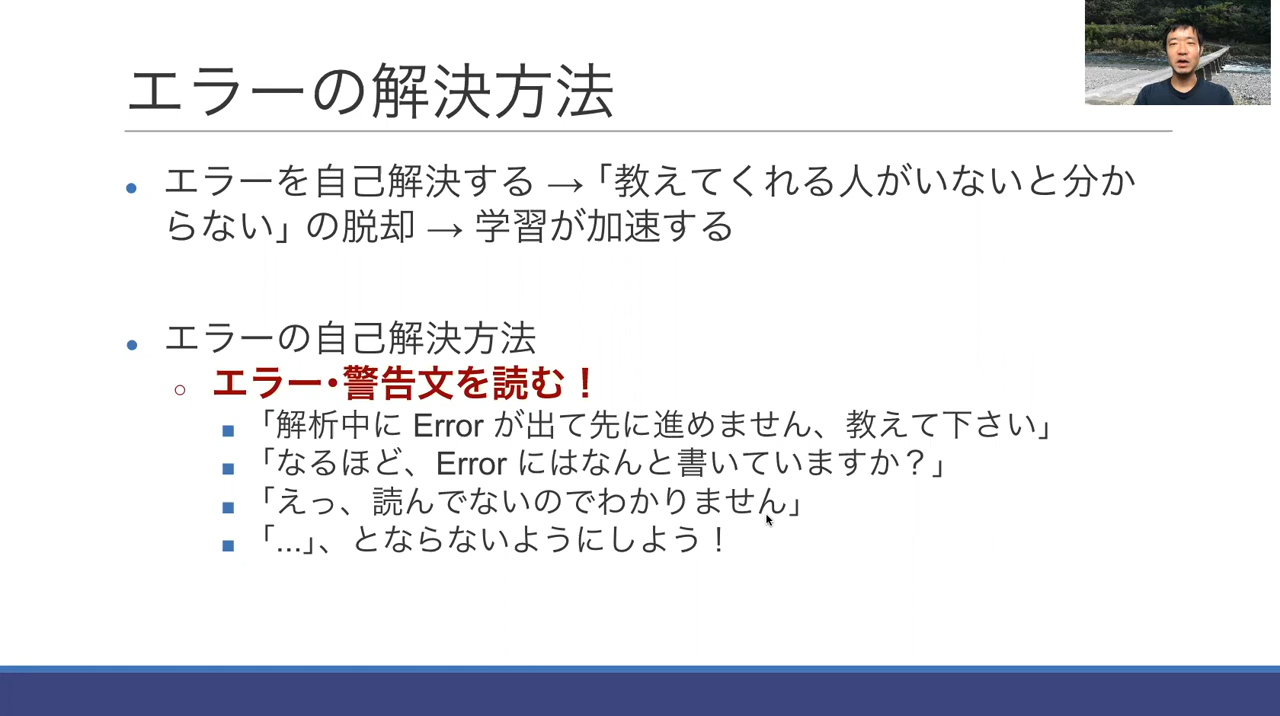 エラーの解決方法
エラーを自己解決する → 「教えてくれる人がいないと分か
らない」の脱却 → 学習が加速する
エラーの自己解決方法
エラー・警告文を読む！
「解析中に Error が出て先に進めません、教えて下さい」
「なるほど、Error にはなんと書いていますか？」
「えっ、読んでないのでわかりません」
「...」、とならないようにしよう！